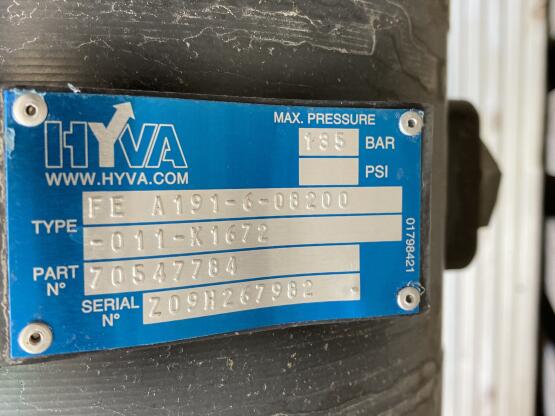 HYVA
WWW.HYVA.COM
MAX. PRESSURE
135 BAR
PSI
TYPE FE A191-6-08200
-011-K1672
PART N° 70547784
SERIAL N° Z09H267982
01798421